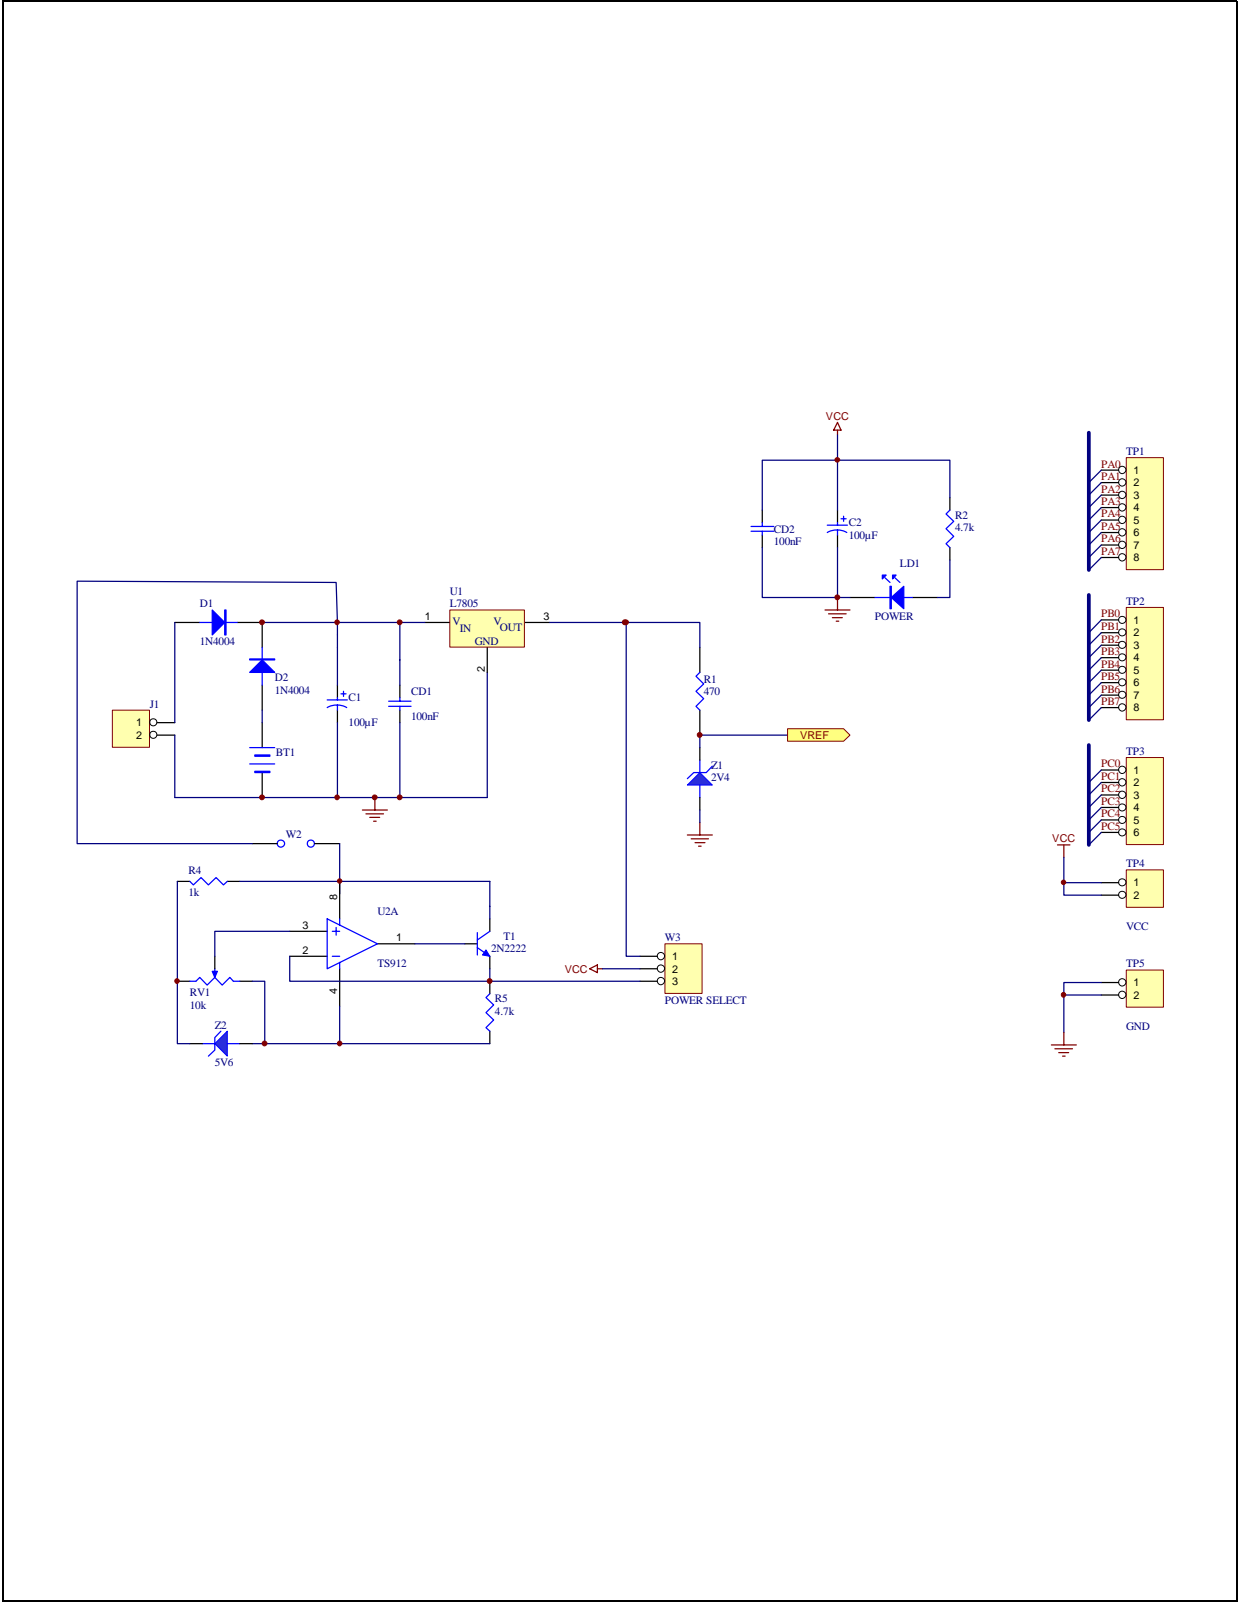 VCC
CD2
100nF
C2
100µF
R2
4.7k
LD1
POWER
TP1
PA0
PA1
PA2
PA3
PA4
PA5
PA6
PA7
1
2
3
4
5
6
7
8
TP2
PB0
PB1
PB2
PB3
PB4
PB5
PB6
PB7
1
2
3
4
5
6
7
8
TP3
PC0
PC1
PC2
PC3
PC4
PC5
1
2
3
4
5
6
VCC
TP4
1
2
VCC
TP5
1
2
GND
D1
1N4004
D2
1N4004
J1
1
2
BT1
C1
100µF
CD1
100nF
U1
L7805
1
VIN
VOUT
3
GND
2
R1
470
VREF
Z1
2V4
W2
R4
1k
8
U2A
3
+
2
−
1
TS912
4
T1
2N2222
RV1
10k
R5
4.7k
Z2
5V6
W3
VCC
1
2
3
POWER SELECT